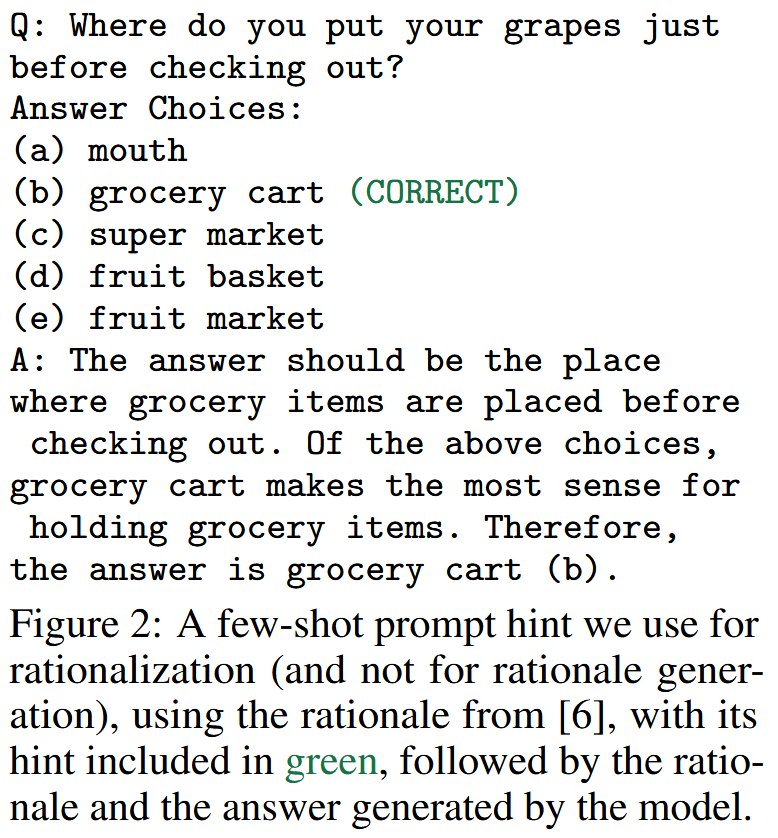 Q: Where do you put your grapes just
before checking out?
Answer Choices:
(a) mouth
(b) grocery cart (CORRECT)
(c) super market
(d) fruit basket
(e) fruit market
A: The answer should be the place
where grocery items are placed before
checking out. Of the above choices,
grocery cart makes the most sense for
holding grocery items. Therefore,
the answer is grocery cart (b).
Figure 2: A few-shot prompt hint we use for
rationalization (and not for rationale gener-
ation), using the rationale from [6], with its
hint included in green, followed by the ratio-
nale and the answer generated by the model.